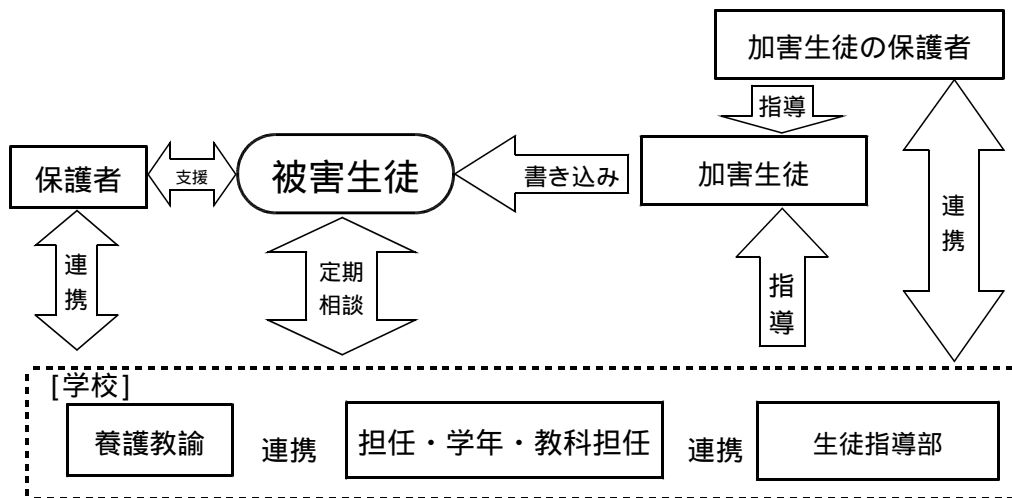 加害生徒の保護者
指導
保護者
支援
被害生徒
書き込み
加害生徒
連
携
定期
相談
指
導
連
携
[学校]
養護教諭
連携
担任・学年・教科担任
連携
生徒指導部